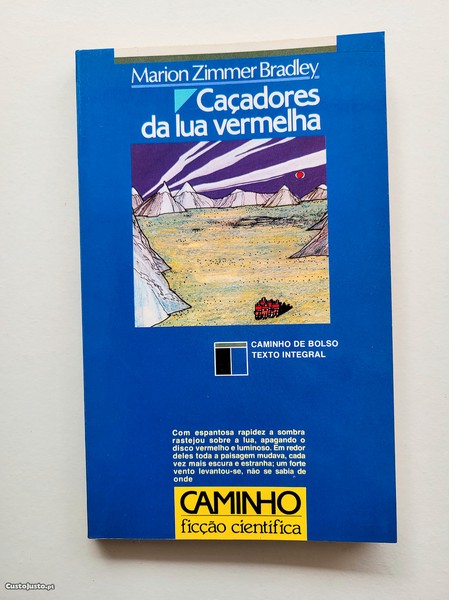 Marion Zimmer Bradley
Caçadores
da lua vermelha
CAMINHO DE BOLSO
TEXTO INTEGRAL
Com espantosa rapidez a sombra
rastejou sobre a lua, apagando o
disco vermelho e luminoso. Em redor
deles toda a paisagem mudava, cada
vez mais escura e estranha; um forte
vento levantou-se, não se sabia de
onde
CAMINHO
ficção científica
CustoJusto.pt